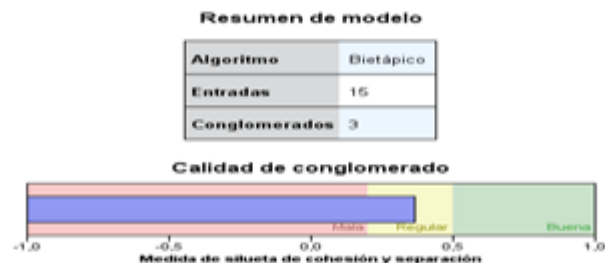 Resumen de modelo
Algoritmo Bietápico
Entradas 15
Conglomerados 3
Calidad de conglomerado
Mala Regular Buena
-1.0 -0.5 0.0 0.5 1.0
Medida de silueta de cohesión y separación